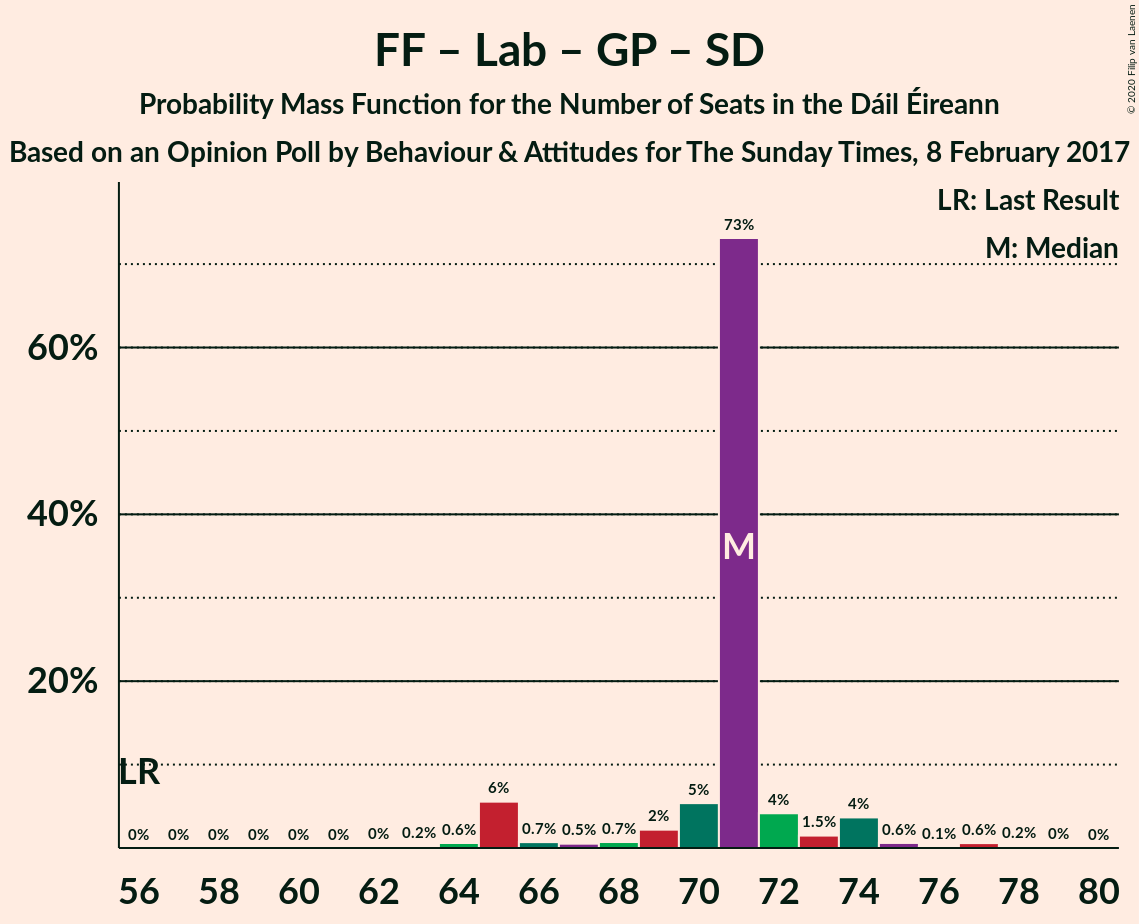 FF – Lab – GP – SD
Probability Mass Function for the Number of Seats in the Dáil Éireann
Based on an Opinion Poll by Behaviour & Attitudes for The Sunday Times, 8 February 2017
© 2020 Filip van Laenen
LR: Last Result
M: Median
73%
60%
40%
M
20%
LR
0% 0% 0% 0% 0% 0% 0% 0.2% 0.6% 6% 0.7% 0.5% 0.7% 2% 5% 4% 1.5% 4% 0.6% 0.1% 0.6% 0.2% 0% 0%
56 58 60 62 64 66 68 70 72 74 76 78 80